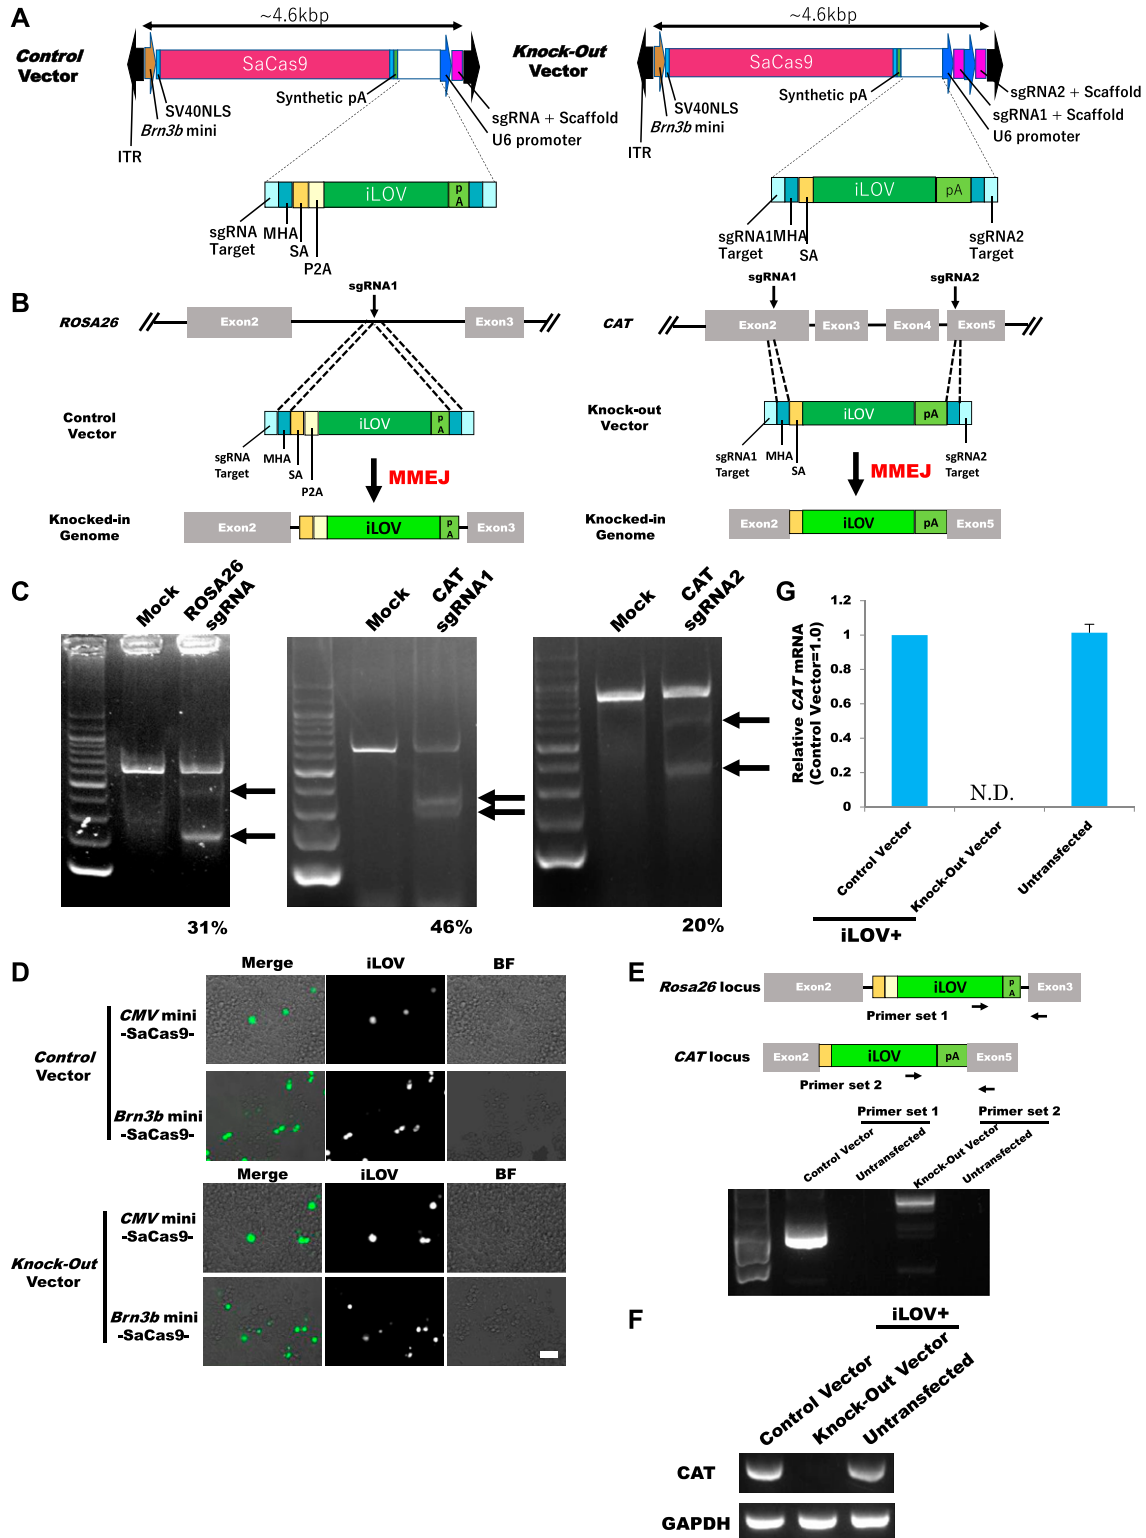 A
~4.6kbp
Control
Vector
SaCas9
Synthetic pA
SV40NLS
Brn3b mini
ITR
sgRNA + Scaffold
U6 promoter
iLOV
p
A
sgRNA
Target
MHA
SA
P2A
~4.6kbp
Knock-Out
Vector
SaCas9
Synthetic pA
SV40NLS
Brn3b mini
ITR
sgRNA2 + Scaffold
sgRNA1 + Scaffold
U6 promoter
iLOV
pA
sgRNA1
Target
MHA
SA
sgRNA2
Target
B
sgRNA1
ROSA26
Exon2
Exon3
Control
Vector
iLOV
p
A
sgRNA
Target
MHA
SA
P2A
MMEJ
Knocked-in
Genome
Exon2
iLOV
p
A
Exon3
sgRNA1
sgRNA2
CAT
Exon2
Exon3
Exon4
Exon5
Knock-out
Vector
iLOV
pA
sgRNA1
Target
MHA
SA
sgRNA2
Target
MMEJ
Knocked-in
Genome
Exon2
iLOV
pA
Exon5
C
Mock
ROSA26
sgRNA
31%
Mock
CAT
sgRNA1
46%
Mock
CAT
sgRNA2
20%
G
Relative CAT mRNA
(Control Vector=1.0)
1.2
1
0.8
0.6
0.4
0.2
0
N.D.
Control Vector
Knock-Out Vector
Untransfected
iLOV+
D
Merge
iLOV
BF
Control
Vector
CMV mini
-SaCas9-
Brn3b mini
-SaCas9-
Merge
iLOV
BF
Knock-Out
Vector
CMV mini
-SaCas9-
Brn3b mini
-SaCas9-
E
Rosa26 locus
Exon2
iLOV
p
A
Exon3
Primer set 1
CAT locus
Exon2
iLOV
pA
Exon5
Primer set 2
Primer set 1
Primer set 2
Control Vector
Untransfected
Knock-Out Vector
Untransfected
F
iLOV+
Control Vector
Knock-Out Vector
Untransfected
CAT
GAPDH